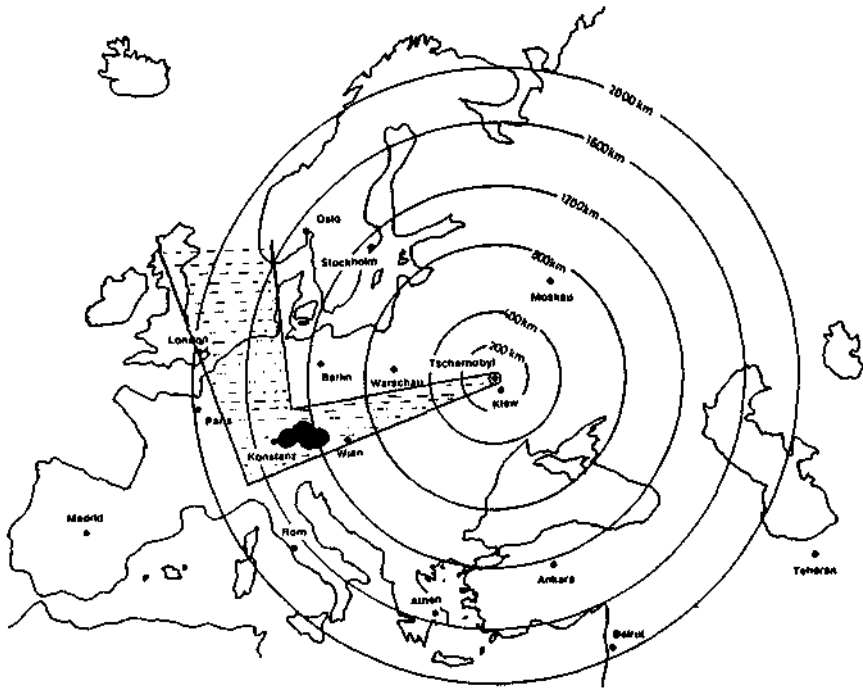 2000 km
1600 km
1200 km
Oslo
Stockholm
800 km
Moskau
400 km
London
200 km
Tschernobyl
Berlin
Warschau
Kiew
Paris
Konstanz
Wien
Madrid
Rom
Ankara
Teheran
Athen
Beirut